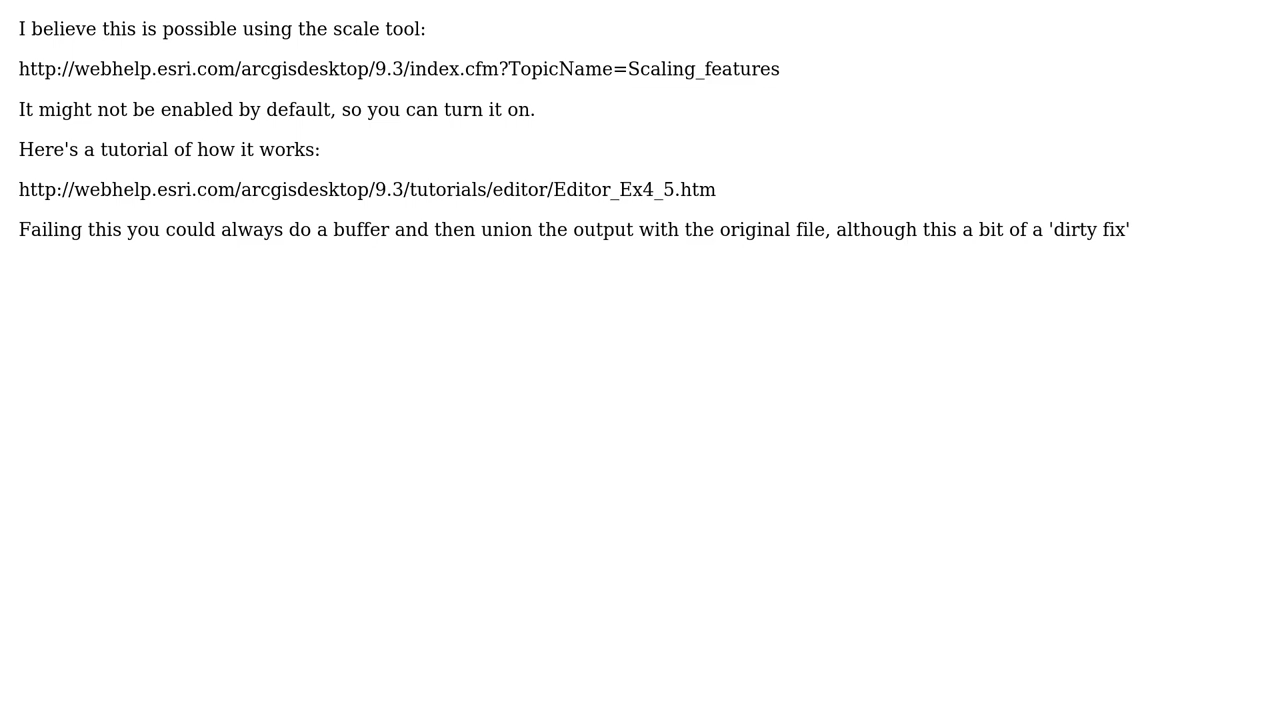 I believe this is possible using the scale tool:
http://webhelp.esri.com/arcgisdesktop/9.3/index.cfm?TopicName=Scaling_features
It might not be enabled by default, so you can turn it on.
Here's a tutorial of how it works:
http://webhelp.esri.com/arcgisdesktop/9.3/tutorials/editor/Editor_Ex4_5.htm
Failing this you could always do a buffer and then union the output with the original file, although this a bit of a 'dirty fix'